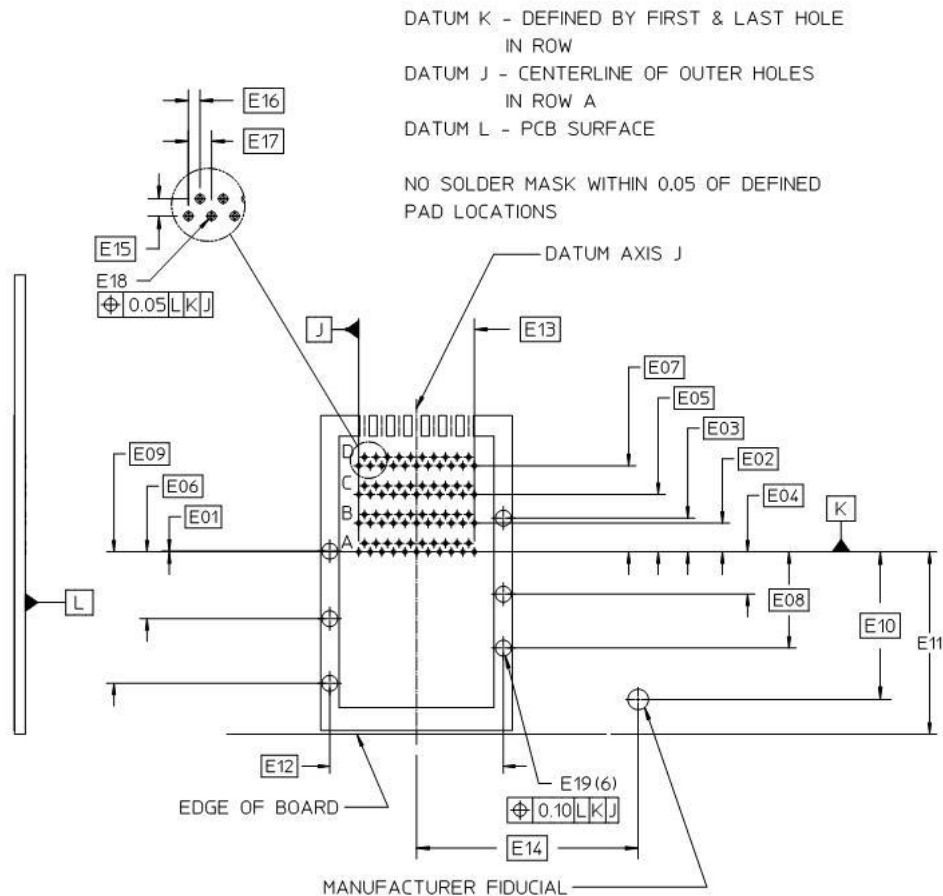 DATUM K - DEFINED BY FIRST & LAST HOLE
IN ROW
DATUM J - CENTERLINE OF OUTER HOLES
IN ROW A
DATUM L - PCB SURFACE
NO SOLDER MASK WITHIN 0.05 OF DEFINED
PAD LOCATIONS
E16
E17
E15
E18
⌖ 0.05 L K J
DATUM AXIS J
J
E13
E07
E05
E03
E02
E04
K
E09
E06
E01
D
C
B
A
L
E08
E10
E11
E12
E19(6)
⌖ 0.10 L K J
EDGE OF BOARD
E14
MANUFACTURER FIDUCIAL